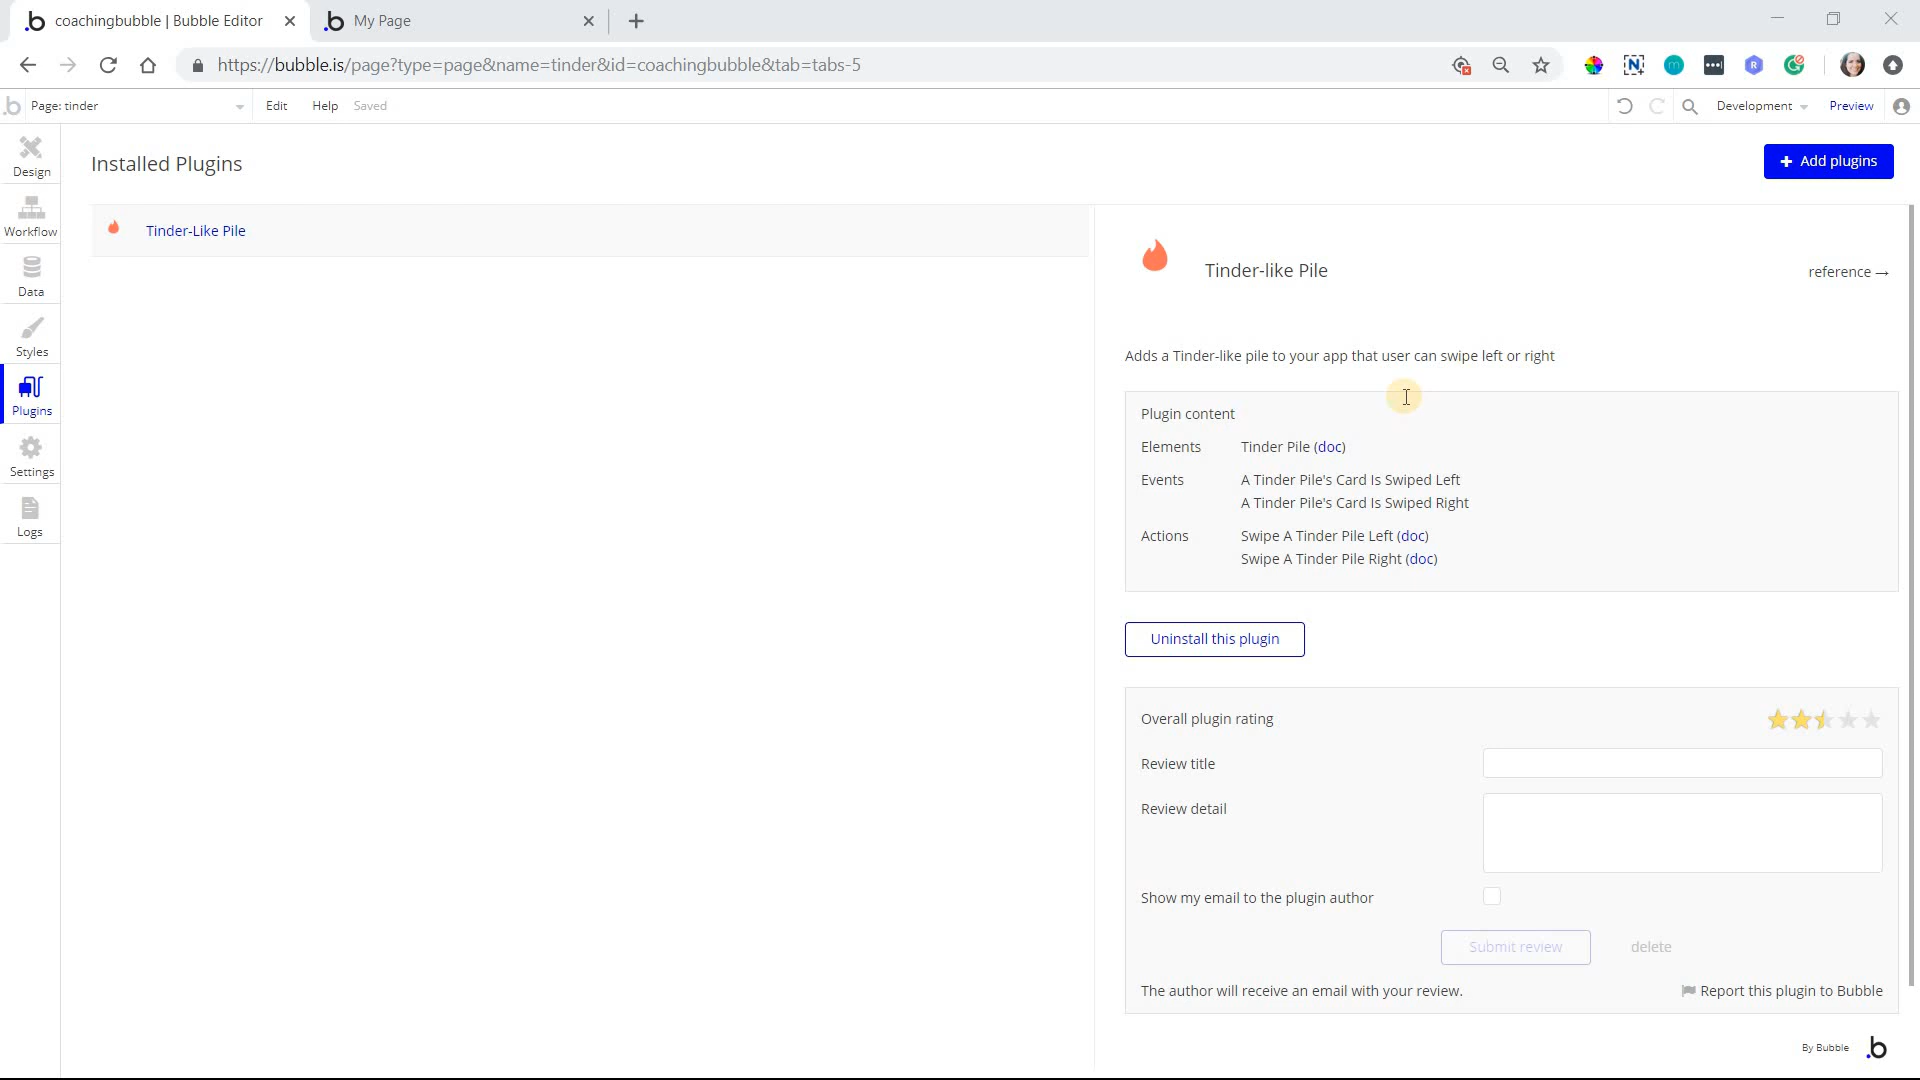 coachingbubble | Bubble Editor
My Page
https://bubble.is/page?type=page&name=tinder&id=coachingbubble&tab=tabs-5
Page: tinder
Edit
Help
Saved
Development
Preview
Design
Workflow
Data
Styles
Plugins
Settings
Logs
Installed Plugins
+ Add plugins
Tinder-Like Pile
Tinder-like Pile
reference →
Adds a Tinder-like pile to your app that user can swipe left or right
Plugin content
Elements Tinder Pile (doc)
Events A Tinder Pile's Card Is Swiped Left
A Tinder Pile's Card Is Swiped Right
Actions Swipe A Tinder Pile Left (doc)
Swipe A Tinder Pile Right (doc)
Uninstall this plugin
Overall plugin rating
Review title
Review detail
Show my email to the plugin author
Submit review delete
The author will receive an email with your review. Report this plugin to Bubble
By Bubble .b